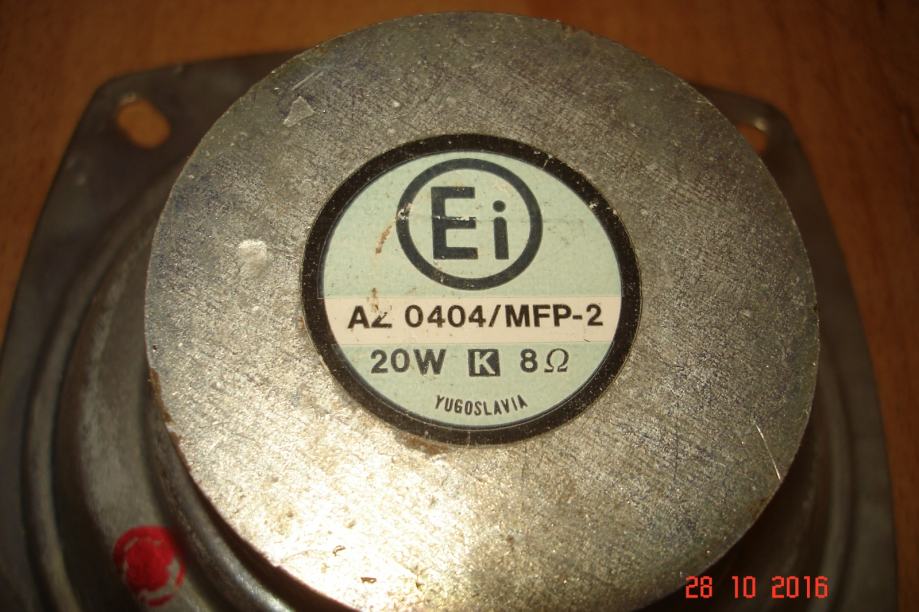 Ei
AZ 0404/MFP-2
20W K 8Ω
YUGOSLAVIA
28 10 2016